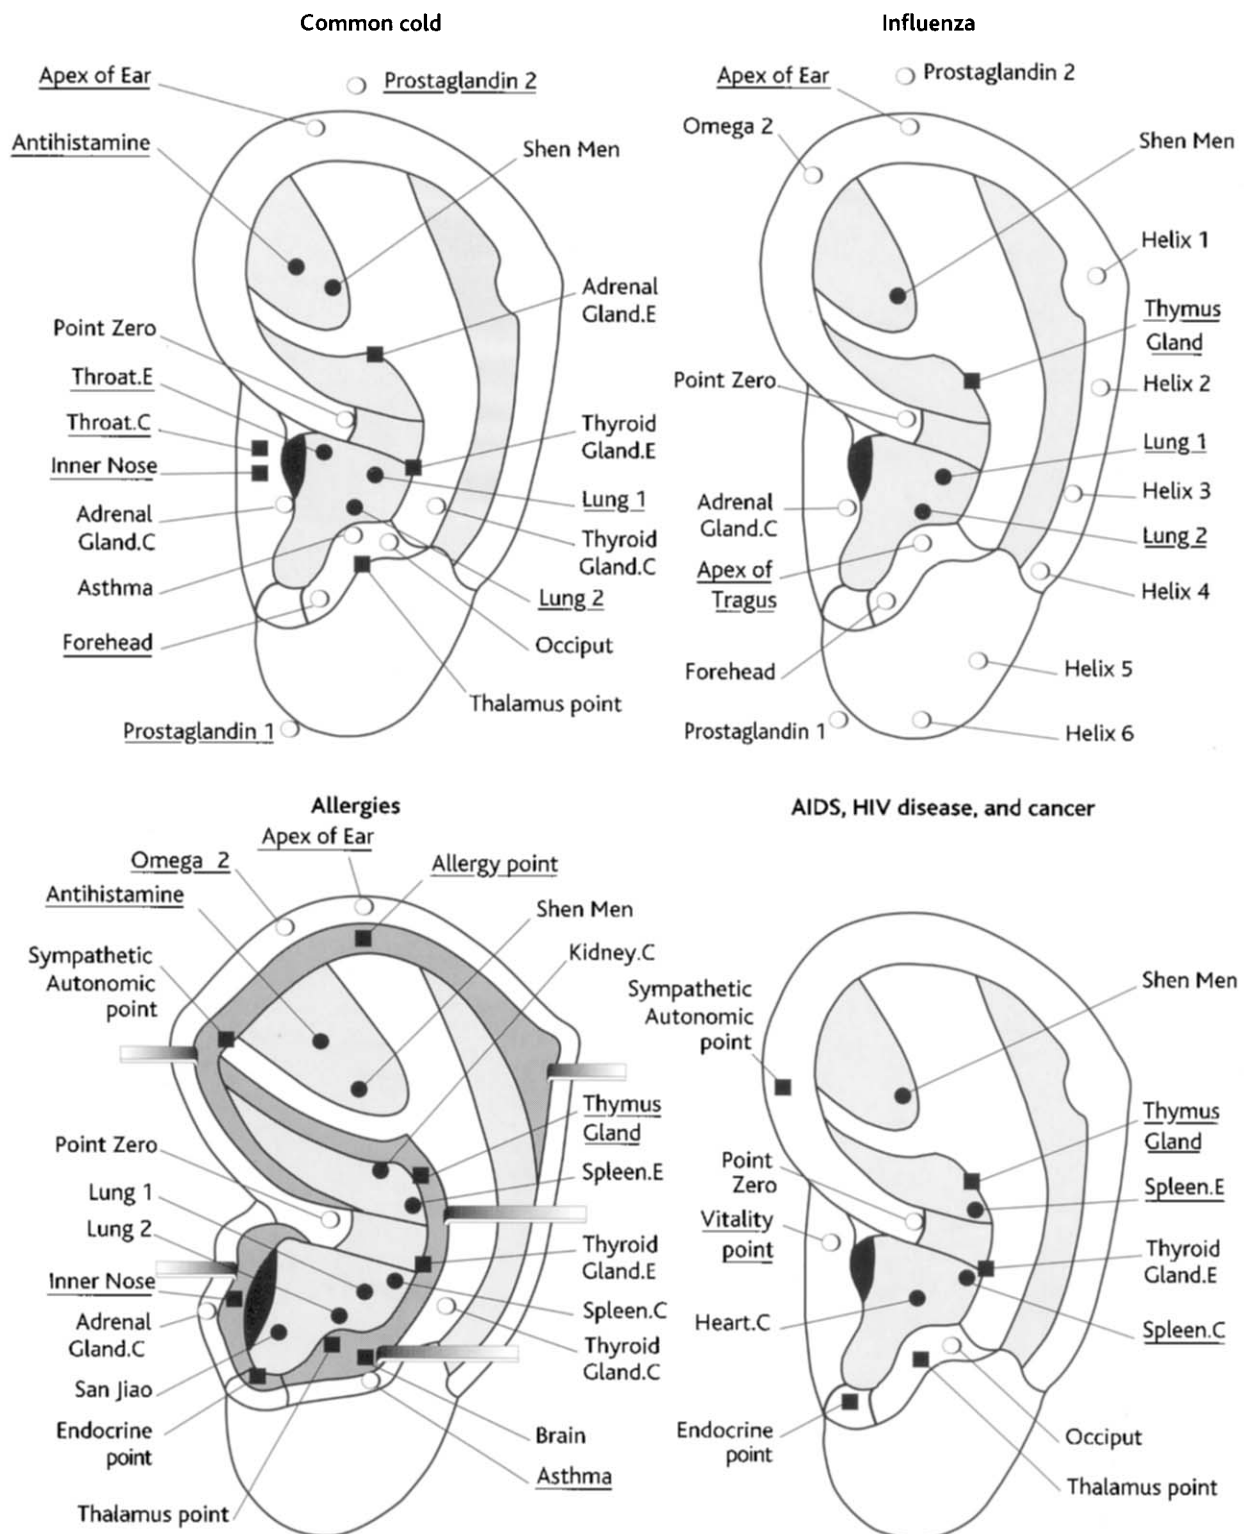 Common cold
Apex of Ear
Prostaglandin 2
Antihistamine
Shen Men
Adrenal
Gland.E
Point Zero
Throat.E
Throat.C
Thyroid
Gland.E
Inner Nose
Lung 1
Adrenal
Gland.C
Thyroid
Gland.C
Asthma
Lung 2
Forehead
Occiput
Thalamus point
Prostaglandin 1
Influenza
Apex of Ear
Prostaglandin 2
Omega 2
Shen Men
Helix 1
Thymus
Gland
Point Zero
Helix 2
Lung 1
Adrenal
Gland.C
Helix 3
Lung 2
Apex of
Tragus
Helix 4
Forehead
Helix 5
Prostaglandin 1
Helix 6
Allergies
Apex of Ear
Omega 2
Allergy point
Antihistamine
Shen Men
Sympathetic
Autonomic
point
Kidney.C
Thymus
Gland
Point Zero
Spleen.E
Lung 1
Lung 2
Thyroid
Gland.E
Inner Nose
Spleen.C
Adrenal
Gland.C
Thyroid
Gland.C
San Jiao
Endocrine
point
Brain
Asthma
Thalamus point
AIDS, HIV disease, and cancer
Shen Men
Sympathetic
Autonomic
point
Thymus
Gland
Point
Zero
Spleen.E
Vitality
point
Thyroid
Gland.E
Heart.C
Spleen.C
Endocrine
point
Occiput
Thalamus point